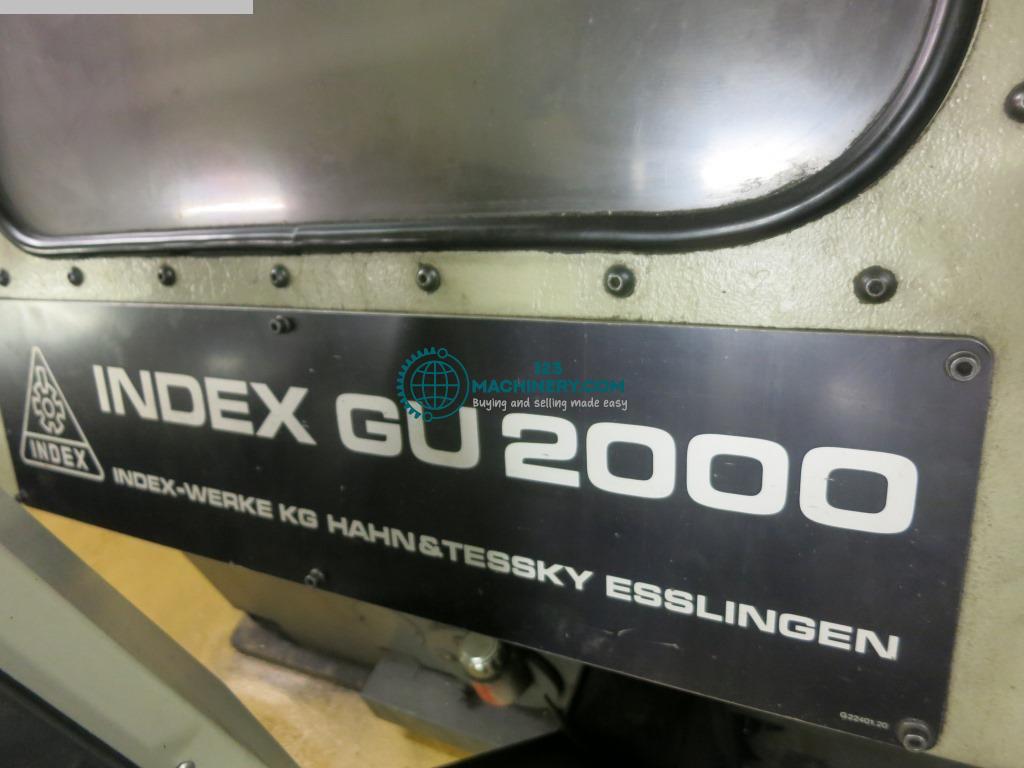 123
MACHINERY.COM
Buying and selling made easy
INDEX GU 2000
INDEX
INDEX-WERKE KG HAHN&TESSKY ESSLINGEN
G22401.20